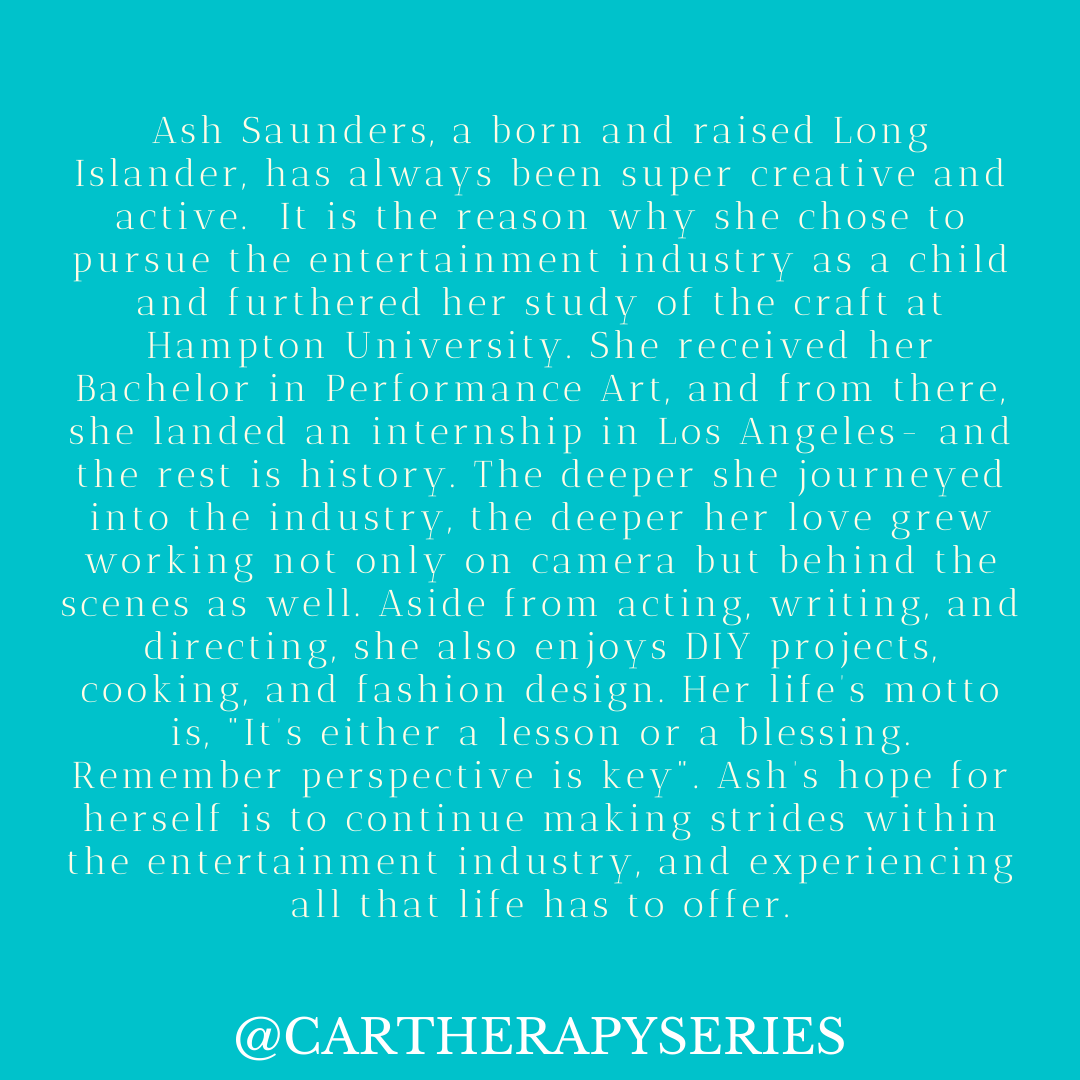 Ash Saunders, a born and raised Long
Islander, has always been super creative and
active.  It is the reason why she chose to
pursue the entertainment industry as a child
and furthered her study of the craft at
Hampton University. She received her
Bachelor in Performance Art, and from there,
she landed an internship in Los Angeles- and
the rest is history. The deeper she journeyed
into the industry, the deeper her love grew
working not only on camera but behind the
scenes as well. Aside from acting, writing, and
directing, she also enjoys DIY projects,
cooking, and fashion design. Her life's motto
is, "It's either a lesson or a blessing.
Remember perspective is key". Ash's hope for
herself is to continue making strides within
the entertainment industry, and experiencing
all that life has to offer.
@CARTHERAPYSERIES